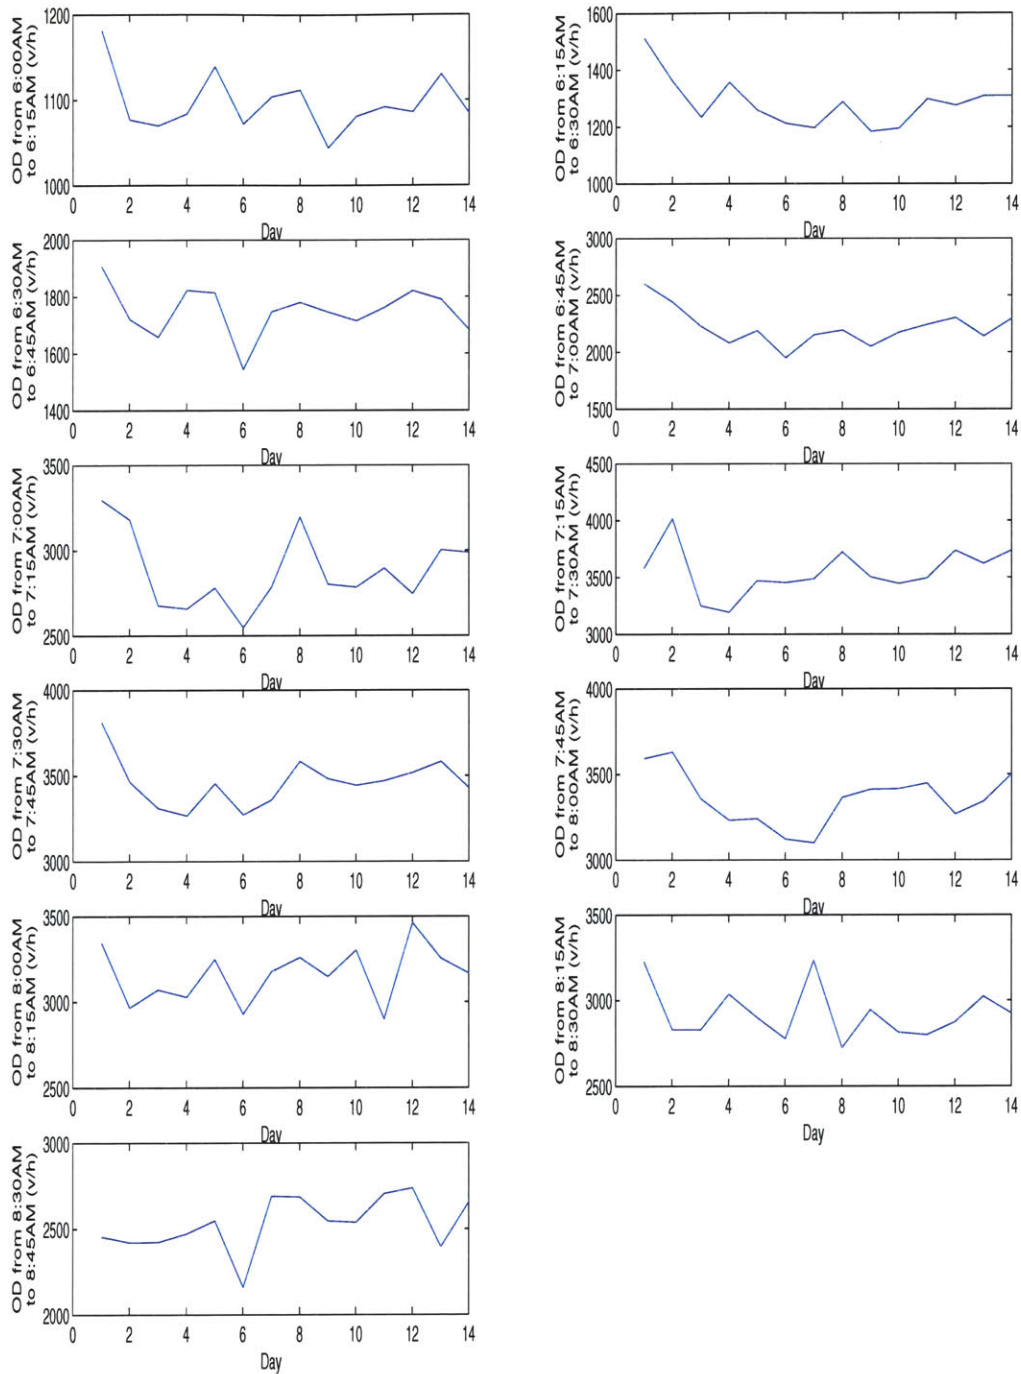 OD from 6:00AM
to 6:15AM (v/h)
1200
1100
1000
0 2 4 6 8 10 12 14
Day
OD from 6:15AM
to 6:30AM (v/h)
1600
1400
1200
1000
0 2 4 6 8 10 12 14
Day
OD from 6:30AM
to 6:45AM (v/h)
2000
1800
1600
1400
0 2 4 6 8 10 12 14
Day
OD from 6:45AM
to 7:00AM (v/h)
3000
2500
2000
1500
0 2 4 6 8 10 12 14
Day
OD from 7:00AM
to 7:15AM (v/h)
3500
3000
2500
0 2 4 6 8 10 12 14
Day
OD from 7:15AM
to 7:30AM (v/h)
4500
4000
3500
3000
0 2 4 6 8 10 12 14
Day
OD from 7:30AM
to 7:45AM (v/h)
4000
3500
3000
0 2 4 6 8 10 12 14
Day
OD from 7:45AM
to 8:00AM (v/h)
4000
3500
3000
0 2 4 6 8 10 12 14
Day
OD from 8:00AM
to 8:15AM (v/h)
3500
3000
2500
0 2 4 6 8 10 12 14
Day
OD from 8:15AM
to 8:30AM (v/h)
3500
3000
2500
0 2 4 6 8 10 12 14
Day
OD from 8:30AM
to 8:45AM (v/h)
3000
2500
2000
0 2 4 6 8 10 12 14
Day